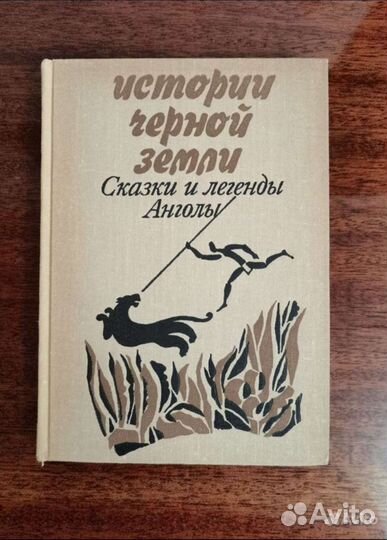 истории
черной
земли
Сказки и легенды
Анголы
Avito